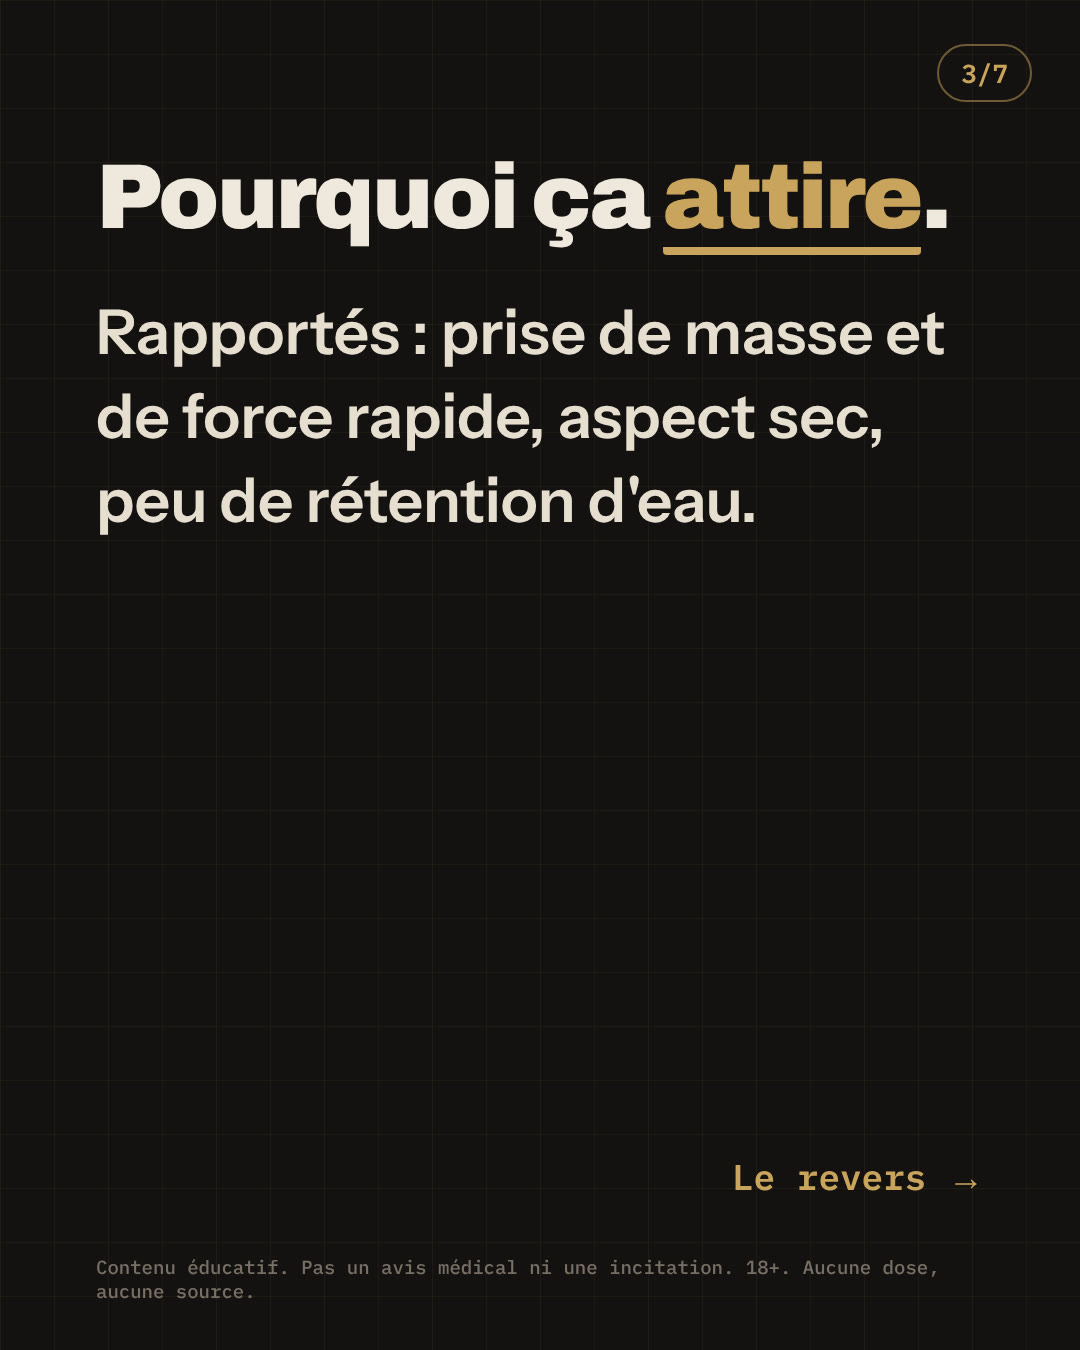 3/7
Pourquoi ça attire.
Rapportés : prise de masse et
de force rapide, aspect sec,
peu de rétention d'eau.
Le revers →
Contenu éducatif. Pas un avis médical ni une incitation. 18+. Aucune dose,
aucune source.